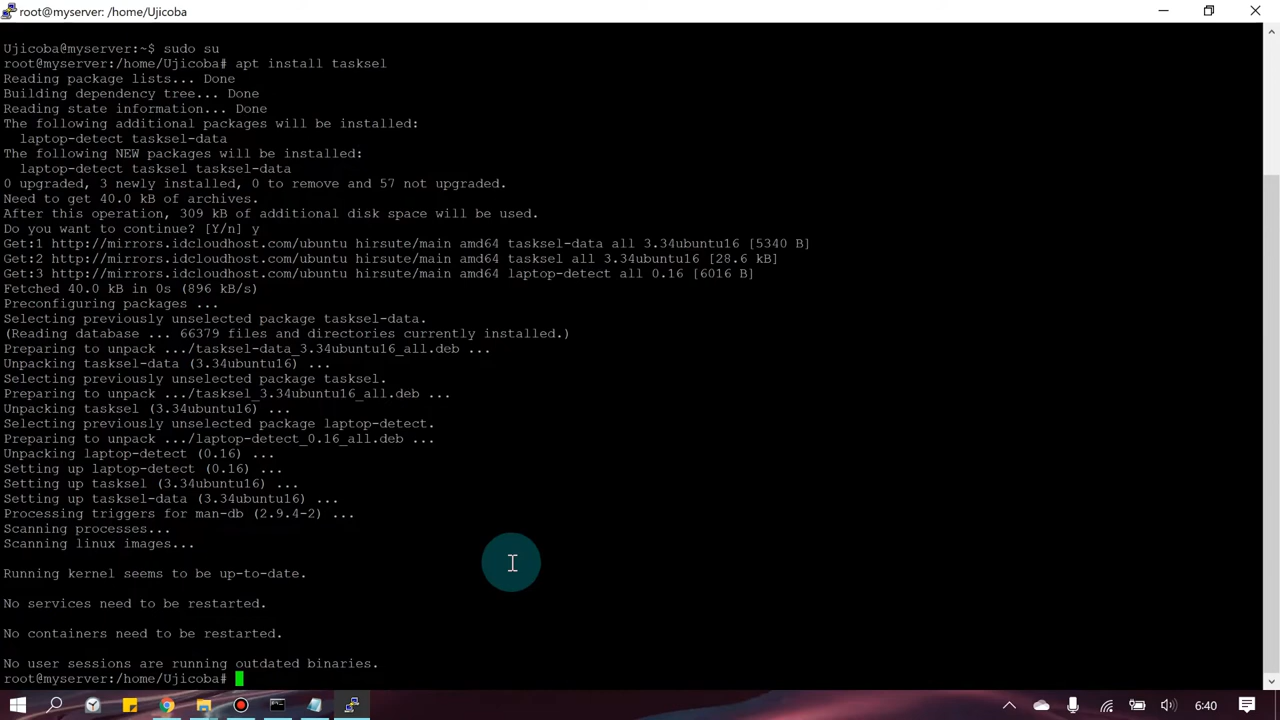 root@myserver: /home/Ujicoba
Ujicoba@myserver:~$ sudo su
root@myserver:/home/Ujicoba# apt install tasksel
Reading package lists... Done
Building dependency tree... Done
Reading state information... Done
The following additional packages will be installed:
  laptop-detect tasksel-data
The following NEW packages will be installed:
  laptop-detect tasksel tasksel-data
0 upgraded, 3 newly installed, 0 to remove and 57 not upgraded.
Need to get 40.0 kB of archives.
After this operation, 309 kB of additional disk space will be used.
Do you want to continue? [Y/n] y
Get:1 http://mirrors.idcloudhost.com/ubuntu hirsute/main amd64 tasksel-data all 3.34ubuntu16 [5340 B]
Get:2 http://mirrors.idcloudhost.com/ubuntu hirsute/main amd64 tasksel all 3.34ubuntu16 [28.6 kB]
Get:3 http://mirrors.idcloudhost.com/ubuntu hirsute/main amd64 laptop-detect all 0.16 [6016 B]
Fetched 40.0 kB in 0s (896 kB/s)
Preconfiguring packages ...
Selecting previously unselected package tasksel-data.
(Reading database ... 66379 files and directories currently installed.)
Preparing to unpack .../tasksel-data_3.34ubuntu16_all.deb ...
Unpacking tasksel-data (3.34ubuntu16) ...
Selecting previously unselected package tasksel.
Preparing to unpack .../tasksel_3.34ubuntu16_all.deb ...
Unpacking tasksel (3.34ubuntu16) ...
Selecting previously unselected package laptop-detect.
Preparing to unpack .../laptop-detect_0.16_all.deb ...
Unpacking laptop-detect (0.16) ...
Setting up laptop-detect (0.16) ...
Setting up tasksel (3.34ubuntu16) ...
Setting up tasksel-data (3.34ubuntu16) ...
Processing triggers for man-db (2.9.4-2) ...
Scanning processes...
Scanning linux images...
Running kernel seems to be up-to-date.
No services need to be restarted.
No containers need to be restarted.
No user sessions are running outdated binaries.
root@myserver:/home/Ujicoba#
6:40